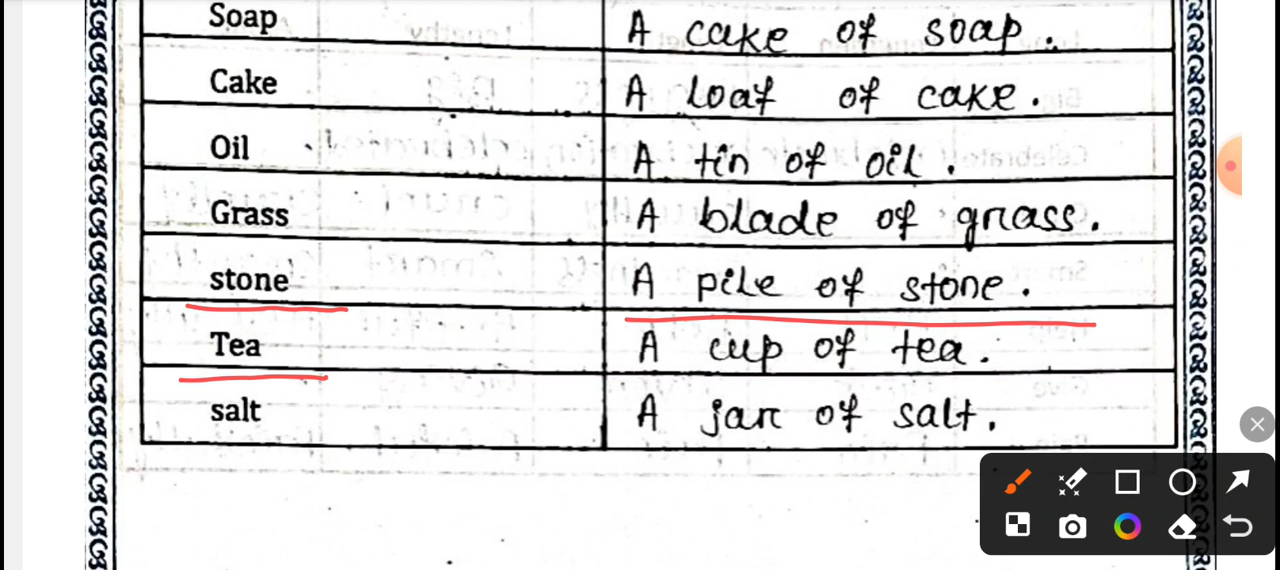 Soap A cake of soap.
Cake A loaf of cake.
Oil A tin of oil.
Grass A blade of grass.
stone A pile of stone.
Tea A cup of tea.
salt A jar of salt.